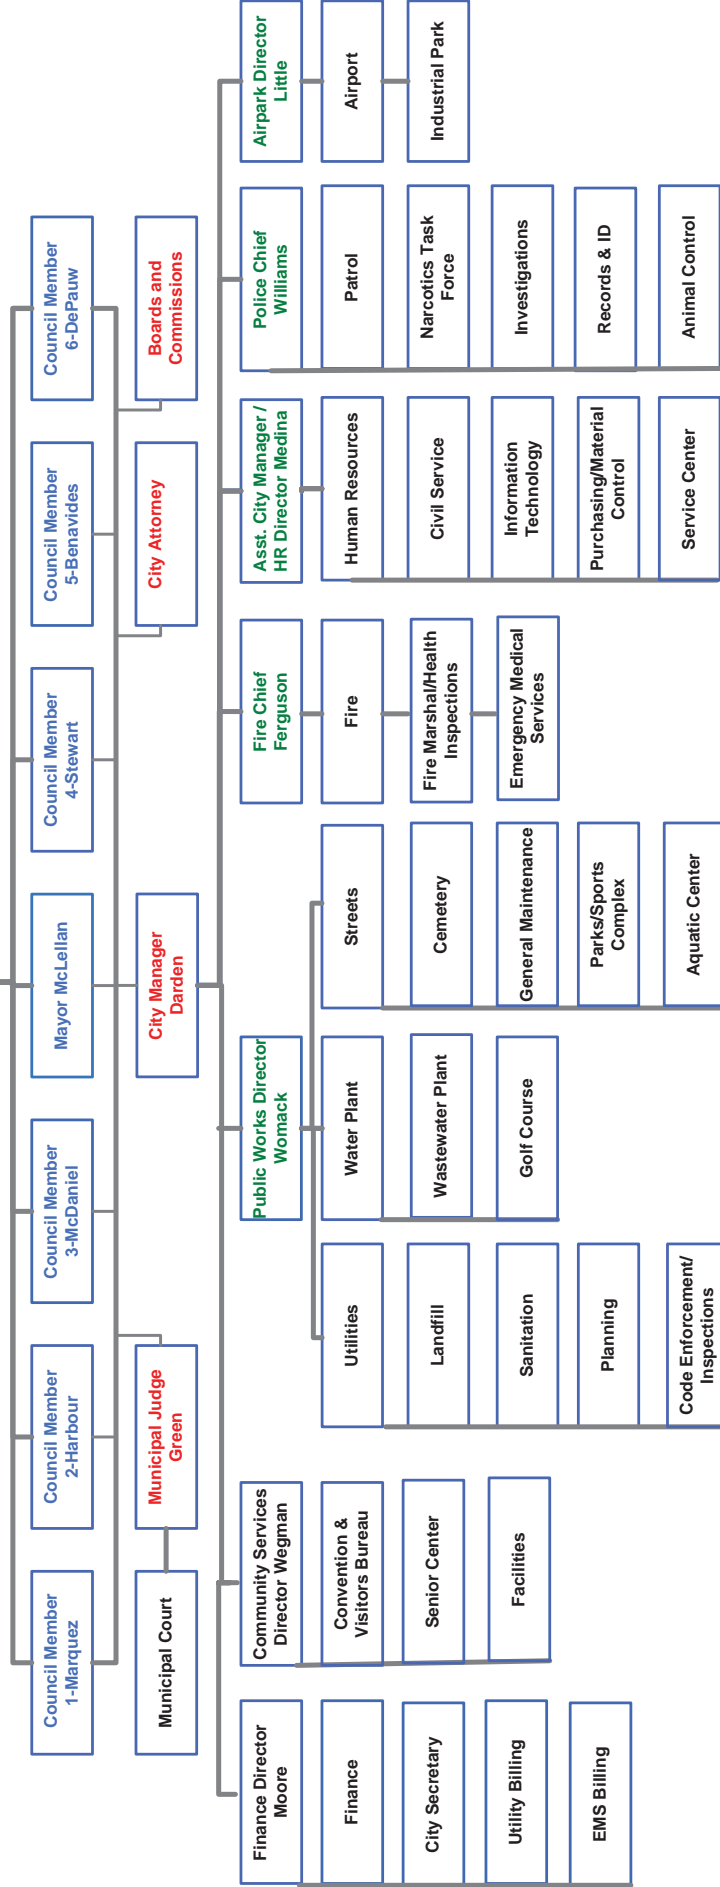 Council Member
1-Marquez
Council Member
2-Harbour
Council Member
3-McDaniel
Mayor McLellan
Council Member
4-Stewart
Council Member
5-Benavides
Council Member
6-DePauw
Municipal Court
Municipal Judge
Green
City Manager
Darden
City Attorney
Boards and
Commissions
Finance Director
Moore
Finance
City Secretary
Utility Billing
EMS Billing
Community Services
Director Wegman
Convention &
Visitors Bureau
Senior Center
Facilities
Public Works Director
Womack
Utilities
Landfill
Sanitation
Planning
Code Enforcement/
Inspections
Water Plant
Wastewater Plant
Golf Course
Streets
Cemetery
General Maintenance
Parks/Sports
Complex
Aquatic Center
Fire Chief
Ferguson
Fire
Fire Marshal/Health
Inspections
Emergency Medical
Services
Asst. City Manager /
HR Director Medina
Human Resources
Civil Service
Information
Technology
Purchasing/Material
Control
Service Center
Police Chief
Williams
Patrol
Narcotics Task
Force
Investigations
Records & ID
Animal Control
Airpark Director
Little
Airport
Industrial Park